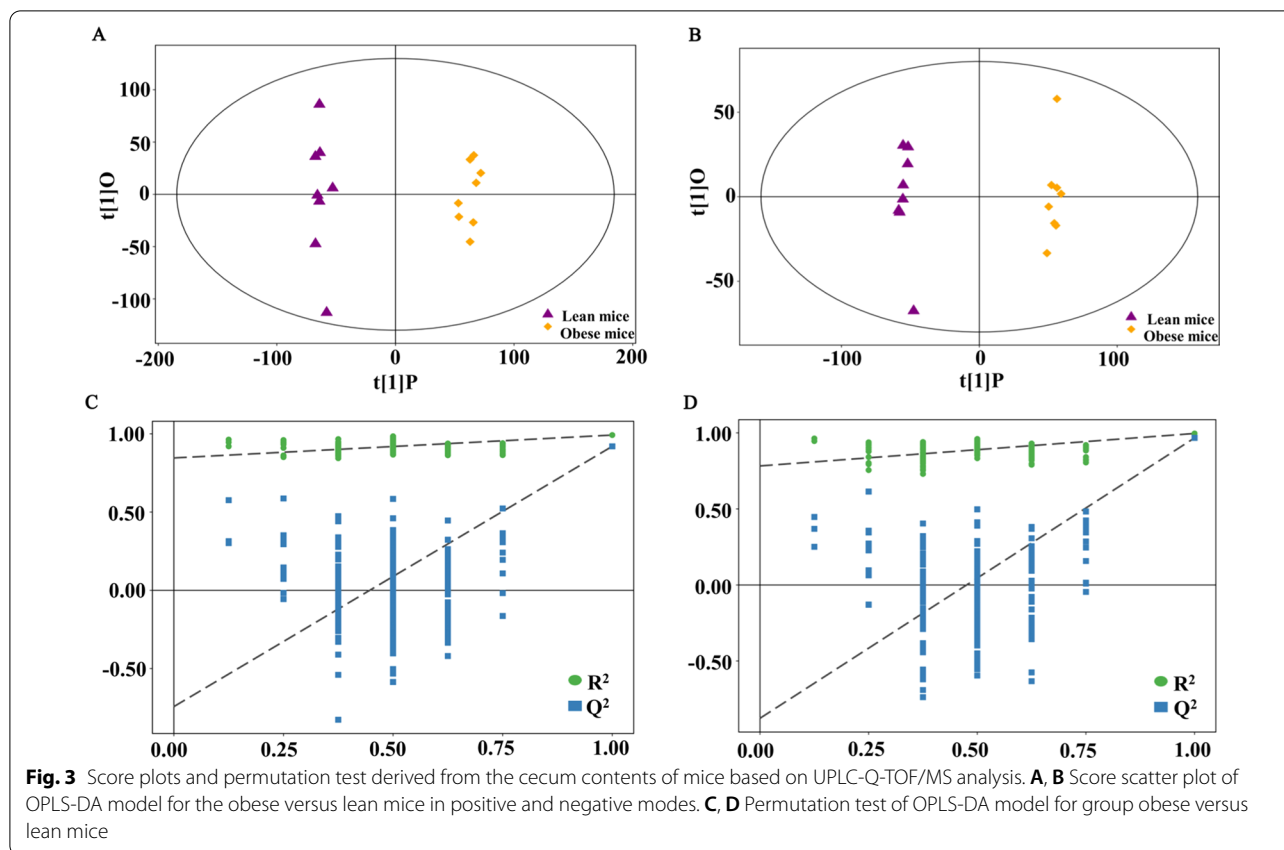 A
t[1]O
100
50
0
-50
-100
Lean mice
Obese mice
-200
-100
0
100
200
t[1]P
B
t[1]O
50
0
-50
Lean mice
Obese mice
-100
0
100
t[1]P
C
1.00
0.50
0.00
-0.50
R²
Q²
0.00
0.25
0.50
0.75
1.00
D
1.00
0.50
0.00
-0.50
R²
Q²
0.00
0.25
0.50
0.75
1.00
Fig. 3 Score plots and permutation test derived from the cecum contents of mice based on UPLC-Q-TOF/MS analysis. A, B Score scatter plot of
OPLS-DA model for the obese versus lean mice in positive and negative modes. C, D Permutation test of OPLS-DA model for group obese versus
lean mice